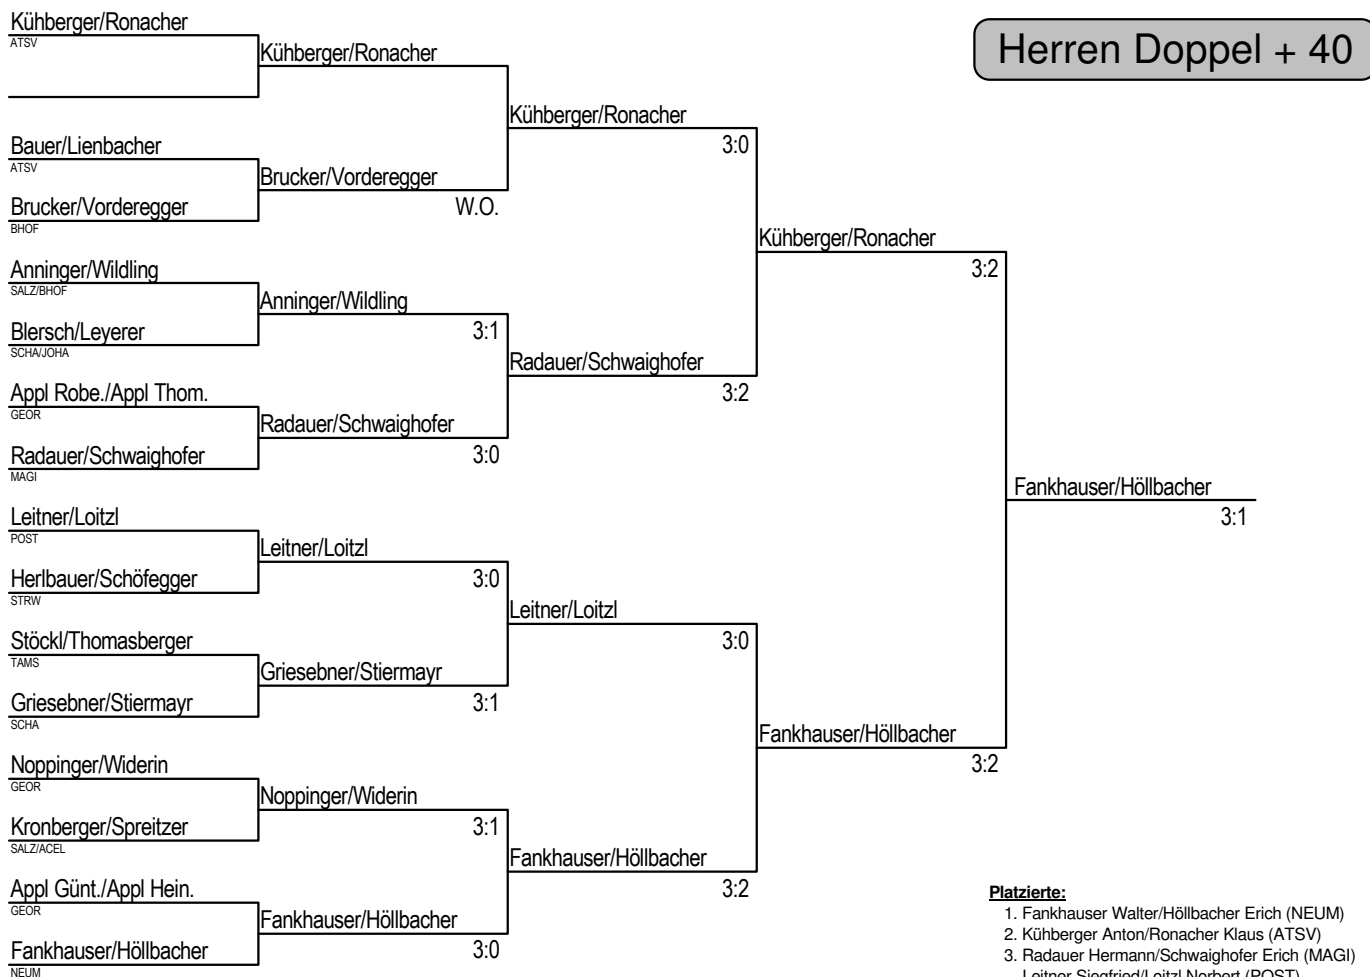 Herren Doppel + 40
Kühberger/Ronacher
ATSV
Bauer/Lienbacher
ATSV
Brucker/Vorderegger
BHOF
Anninger/Wildling
SALZ/BHOF
Blersch/Leyerer
SCHA/JOHA
Appl Robe./Appl Thom.
GEOR
Radauer/Schwaighofer
MAGI
Leitner/Loitzl
POST
Herlbauer/Schöfegger
STRW
Stöckl/Thomasberger
TAMS
Griesebner/Stiermayr
SCHA
Noppinger/Widerin
GEOR
Kronberger/Spreitzer
SALZ/ACEL
Appl Günt./Appl Hein.
GEOR
Fankhauser/Höllbacher
NEUM
Kühberger/Ronacher
Brucker/Vorderegger
W.O.
Anninger/Wildling
3:1
Radauer/Schwaighofer
3:0
Leitner/Loitzl
3:0
Griesebner/Stiermayr
3:1
Noppinger/Widerin
3:1
Fankhauser/Höllbacher
3:0
Kühberger/Ronacher
3:0
Radauer/Schwaighofer
3:2
Leitner/Loitzl
3:0
Fankhauser/Höllbacher
3:2
Kühberger/Ronacher
3:2
Fankhauser/Höllbacher
3:2
Fankhauser/Höllbacher
3:1
Platzierte:
1. Fankhauser Walter/Höllbacher Erich (NEUM)
2. Kühberger Anton/Ronacher Klaus (ATSV)
3. Radauer Hermann/Schwaighofer Erich (MAGI)
Leitner Siegfried/Loitzl Norbert (POST)